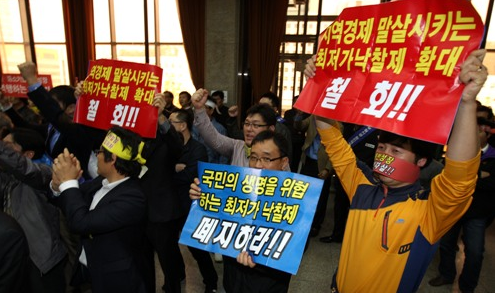 지역경제 말살시키는
최저가낙찰제 확대
철 회!!
지역경제 말살시키는
최저가낙찰제 확대
철 회!!
국민의 생명을 위협
하는 최저가 낙찰제
폐지하라!!